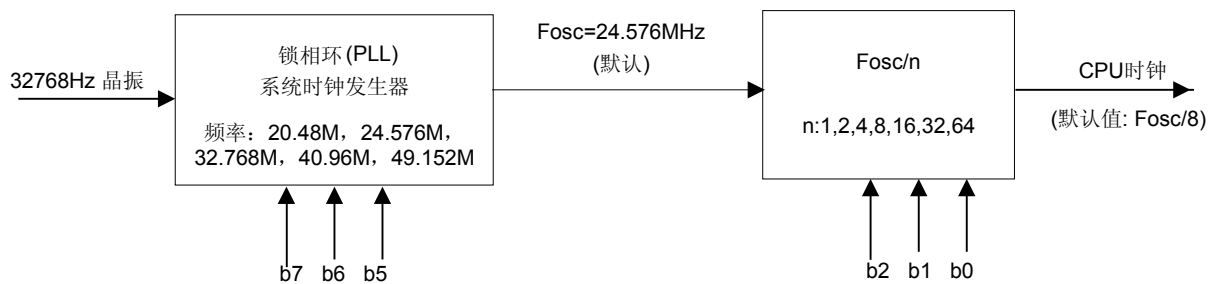 32768Hz 晶振
锁相环(PLL)
系统时钟发生器
频率：20.48M，24.576M，
32.768M，40.96M，49.152M
Fosc=24.576MHz
(默认)
Fosc/n
n:1,2,4,8,16,32,64
CPU时钟
(默认值: Fosc/8)
b7 b6 b5
b2 b1 b0